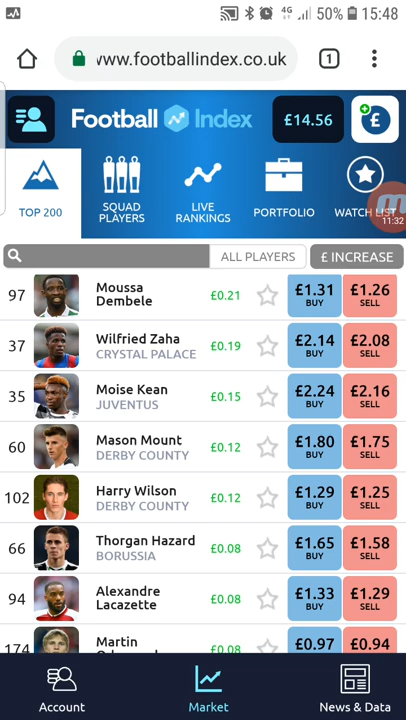 4G 50% 15:48
www.footballindex.co.uk 1
Football Index £14.56 £
TOP 200
SQUAD PLAYERS
LIVE RANKINGS
PORTFOLIO
WATCH LIST
11:32
ALL PLAYERS £ INCREASE
97 Moussa Dembele £0.21 £1.31 BUY £1.26 SELL
37 Wilfried Zaha CRYSTAL PALACE £0.19 £2.14 BUY £2.08 SELL
35 Moise Kean JUVENTUS £0.15 £2.24 BUY £2.16 SELL
60 Mason Mount DERBY COUNTY £0.12 £1.80 BUY £1.75 SELL
102 Harry Wilson DERBY COUNTY £0.12 £1.29 BUY £1.25 SELL
66 Thorgan Hazard BORUSSIA £0.08 £1.65 BUY £1.58 SELL
94 Alexandre Lacazette £0.08 £1.33 BUY £1.29 SELL
174 Martin £0.08 £0.97 £0.94
Account Market News & Data